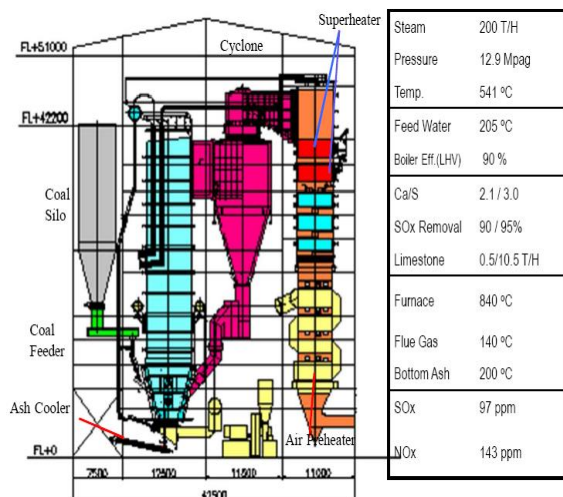 Superheater
Cyclone
FL+51000
FL+42200
Coal
Silo
Coal
Feeder
Ash Cooler
Air Preheater
FL+0
7500
12500
11500
11000
42500
Steam 200 T/H
Pressure 12.9 Mpag
Temp. 541 ºC
Feed Water 205 ºC
Boiler Eff.(LHV) 90 %
Ca/S 2.1 / 3.0
SOx Removal 90 / 95%
Limestone 0.5/10.5 T/H
Furnace 840 ºC
Flue Gas 140 ºC
Bottom Ash 200 ºC
SOx 97 ppm
NOx 143 ppm